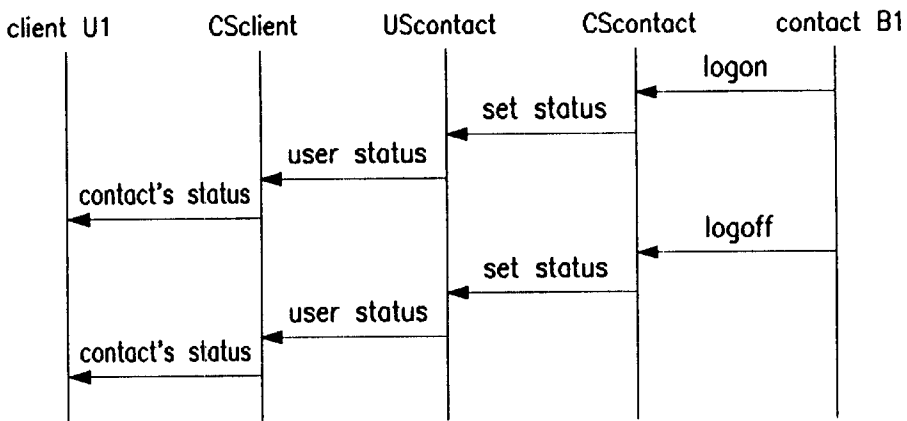 client U1 CSclient UScontact CScontact contact B1
logon
set status
user status
contact's status
logoff
set status
user status
contact's status